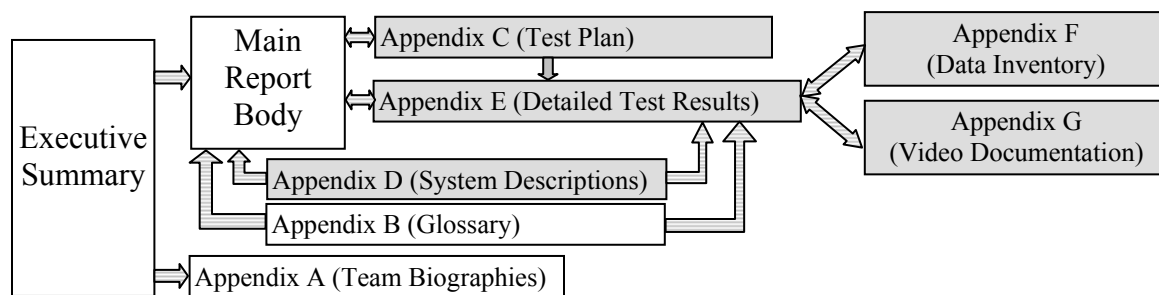 Executive
Summary
Main
Report
Body
Appendix C (Test Plan)
Appendix E (Detailed Test Results)
Appendix D (System Descriptions)
Appendix B (Glossary)
Appendix A (Team Biographies)
Appendix F
(Data Inventory)
Appendix G
(Video Documentation)